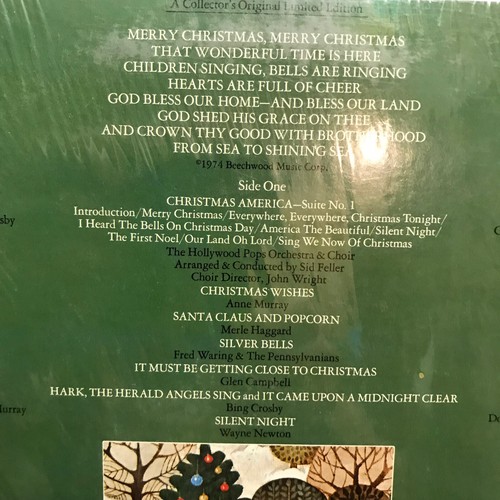 A Collector's Original Limited Edition
MERRY CHRISTMAS, MERRY CHRISTMAS
THAT WONDERFUL TIME IS HERE
CHILDREN SINGING, BELLS ARE RINGING
HEARTS ARE FULL OF CHEER
GOD BLESS OUR HOME—AND BLESS OUR LAND
GOD SHED HIS GRACE ON THEE
AND CROWN THY GOOD WITH BROTHERHOOD
FROM SEA TO SHINING SEA
©1974 Beechwood Music Corp.
Side One
CHRISTMAS AMERICA—Suite No. 1
Introduction/Merry Christmas/Everywhere, Everywhere, Christmas Tonight/
I Heard The Bells On Christmas Day/America The Beautiful/Silent Night/
The First Noel/Our Land Oh Lord/Sing We Now Of Christmas
The Hollywood Pops Orchestra & Choir
Arranged & Conducted by Sid Feller
Choir Director, John Wright
CHRISTMAS WISHES
Anne Murray
SANTA CLAUS AND POPCORN
Merle Haggard
SILVER BELLS
Fred Waring & The Pennsylvanians
IT MUST BE GETTING CLOSE TO CHRISTMAS
Glen Campbell
HARK, THE HERALD ANGELS SING and IT CAME UPON A MIDNIGHT CLEAR
Bing Crosby
SILENT NIGHT
Wayne Newton